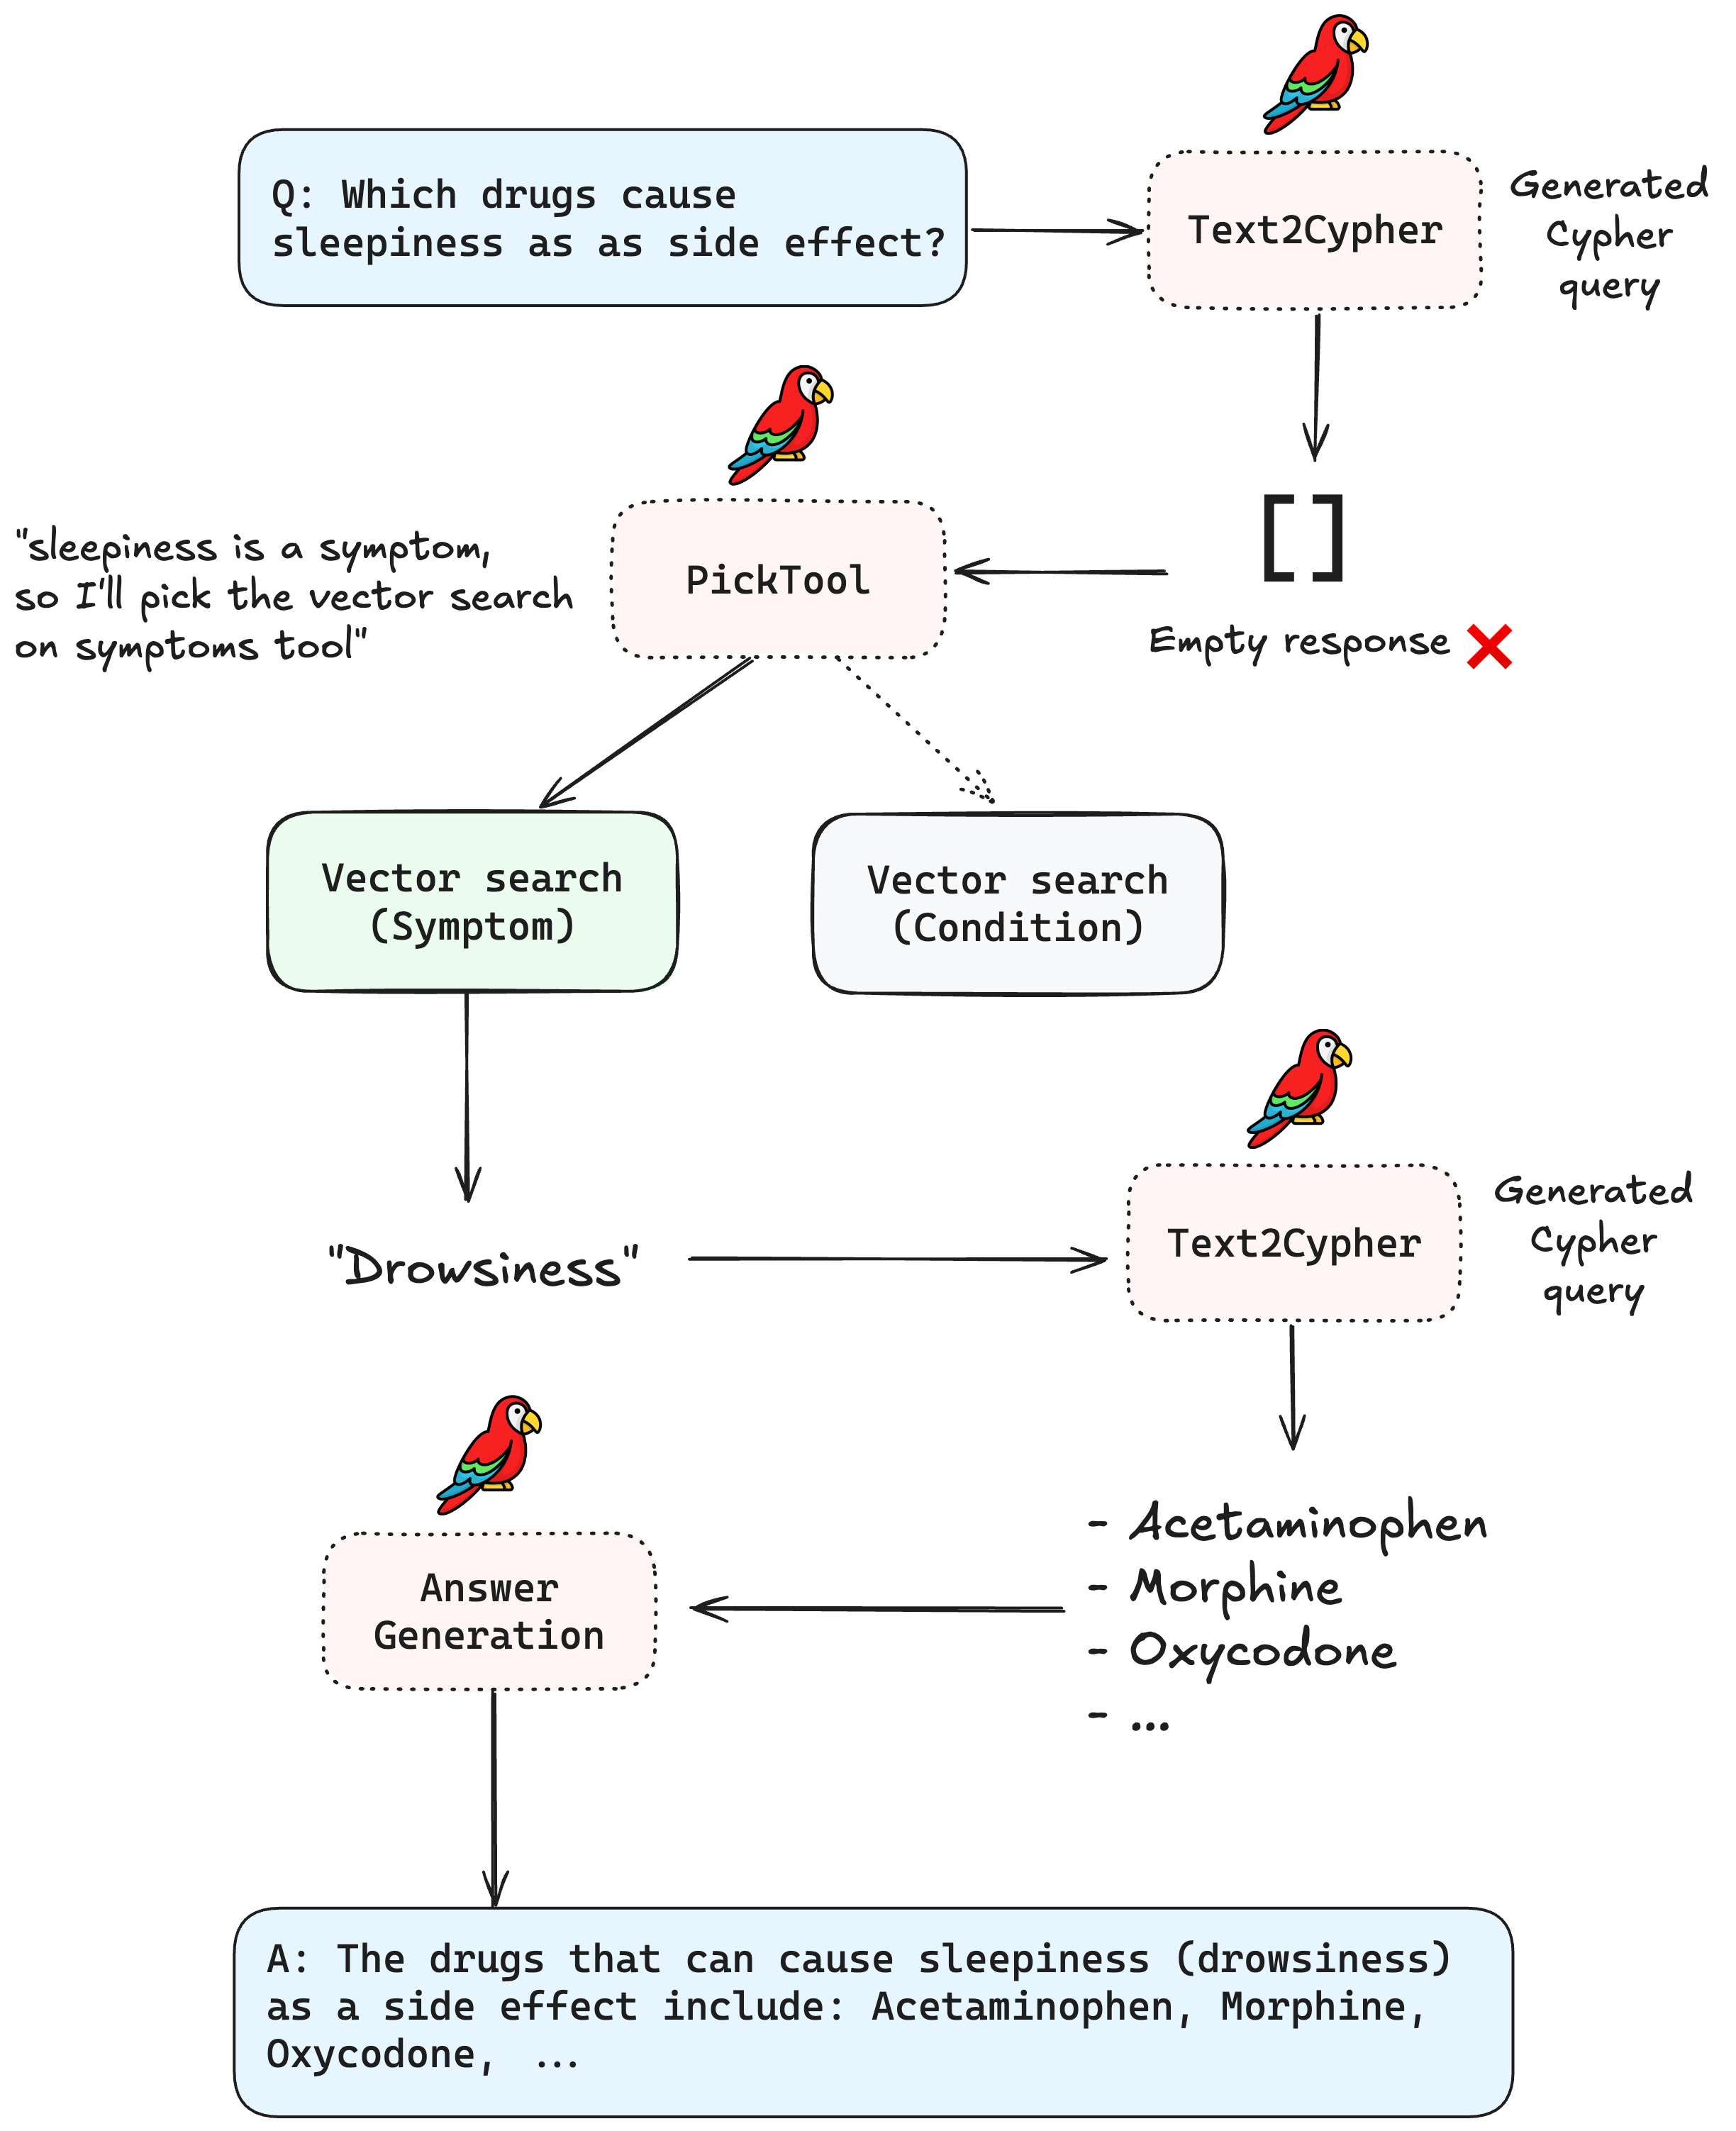 Q: Which drugs cause
sleepiness as as side effect?
Text2Cypher
Generated
Cypher
query
[]
Empty response
PickTool
"sleepiness is a symptom,
so I'll pick the vector search
on symptoms tool"
Vector search
(Symptom)
Vector search
(Condition)
"Drowsiness"
Text2Cypher
Generated
Cypher
query
- Acetaminophen
- Morphine
- Oxycodone
- ...
Answer
Generation
A: The drugs that can cause sleepiness (drowsiness)
as a side effect include: Acetaminophen, Morphine,
Oxycodone, ...